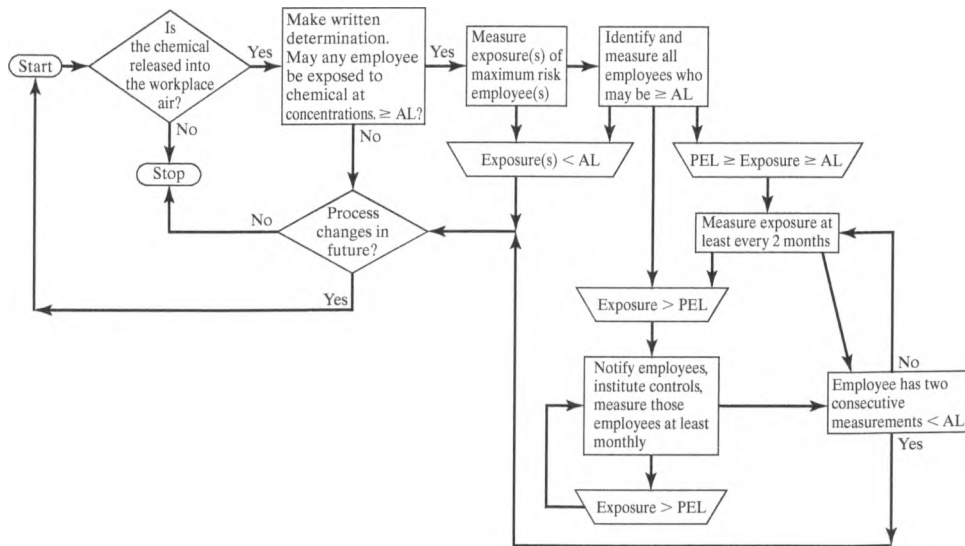 Start
Is
the chemical
released into
the workplace
air?
Yes
No
Stop
Make written
determination.
May any employee
be exposed to
chemical at
concentrations. ≥ AL?
Yes
No
Measure
exposure(s) of
maximum risk
employee(s)
Identify and
measure all
employees who
may be ≥ AL
Exposure(s) < AL
PEL ≥ Exposure ≥ AL
No
Process
changes in
future?
Yes
Measure exposure at
least every 2 months
Exposure > PEL
Notify employees,
institute controls,
measure those
employees at least
monthly
No
Employee has two
consecutive
measurements < AL
Yes
Exposure > PEL